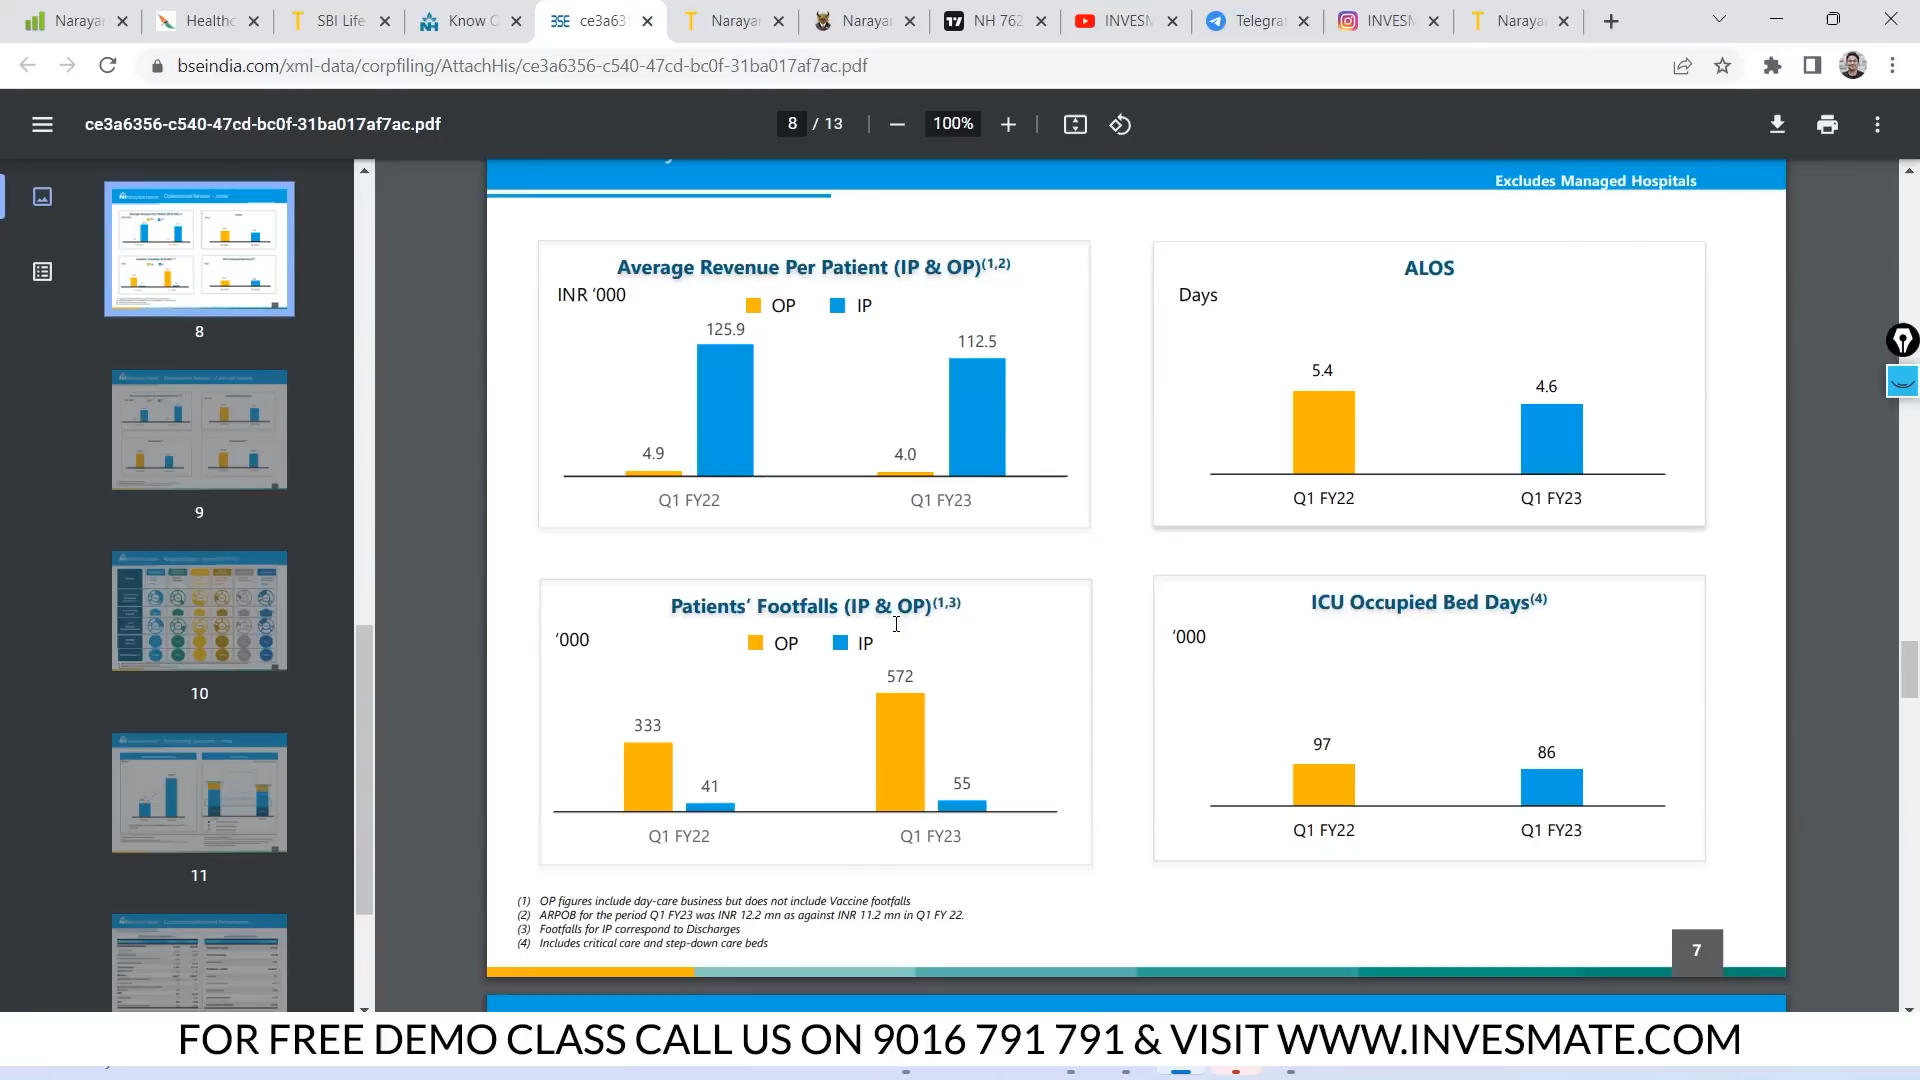 Naraya
Healthc
SBI Life
Know C
BSE ce3a63
Naraya
Naraya
NH 762
INVESM
Telegra
INVESM
Naraya
bseindia.com/xml-data/corpfiling/AttachHis/ce3a6356-c540-47cd-bc0f-31ba017af7ac.pdf
ce3a6356-c540-47cd-bc0f-31ba017af7ac.pdf
8 / 13
100%
Excludes Managed Hospitals
Average Revenue Per Patient (IP & OP)(1,2)
INR ‘000
OP IP
125.9
112.5
4.9
4.0
Q1 FY22
Q1 FY23
ALOS
Days
5.4
4.6
Q1 FY22
Q1 FY23
Patients’ Footfalls (IP & OP)(1,3)
‘000
OP IP
572
333
41
55
Q1 FY22
Q1 FY23
ICU Occupied Bed Days(4)
‘000
97
86
Q1 FY22
Q1 FY23
(1) OP figures include day-care business but does not include Vaccine footfalls
(2) ARPOB for the period Q1 FY23 was INR 12.2 mn as against INR 11.2 mn in Q1 FY 22.
(3) Footfalls for IP correspond to Discharges
(4) Includes critical care and step-down care beds
7
8
9
10
11
FOR FREE DEMO CLASS CALL US ON 9016 791 791 & VISIT WWW.INVESMATE.COM